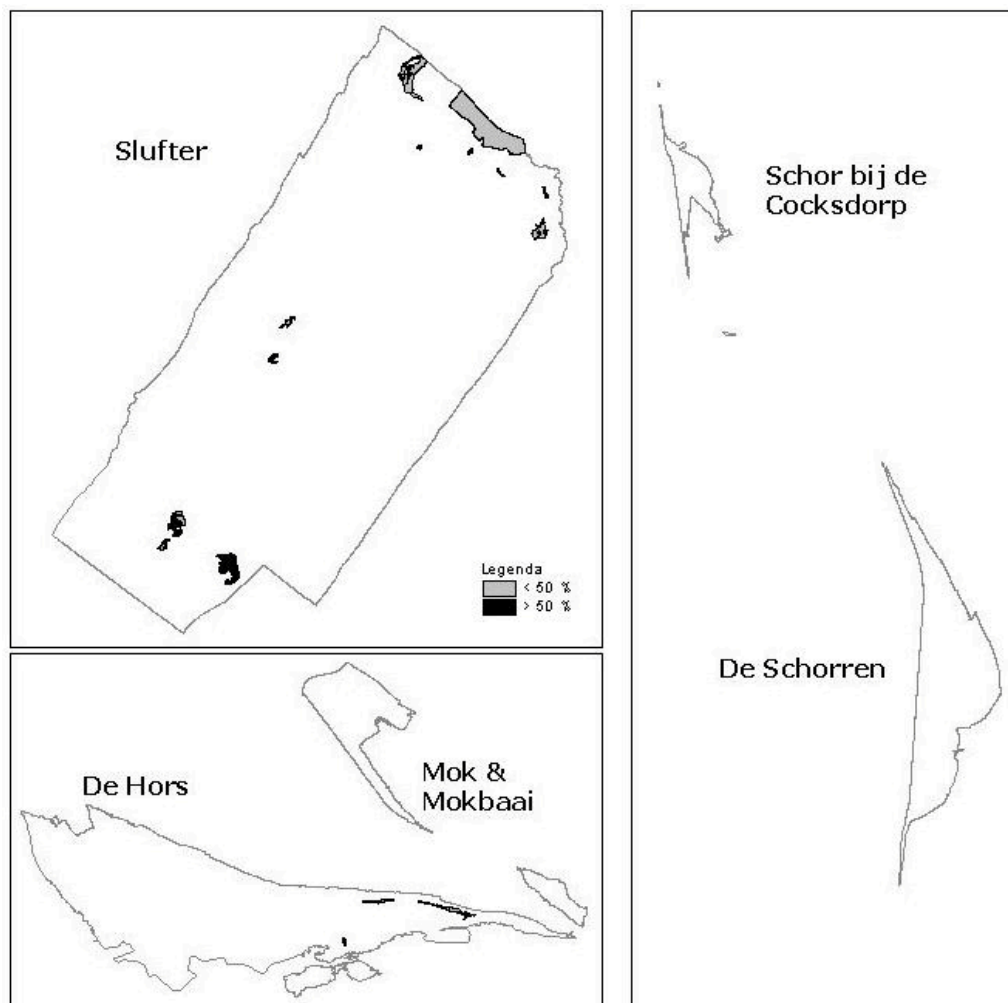 Slufter
Legenda
< 50 %
> 50 %
De Hors
Mok &
Mokbaai
Schor bij de
Cocksdorp
De Schorren